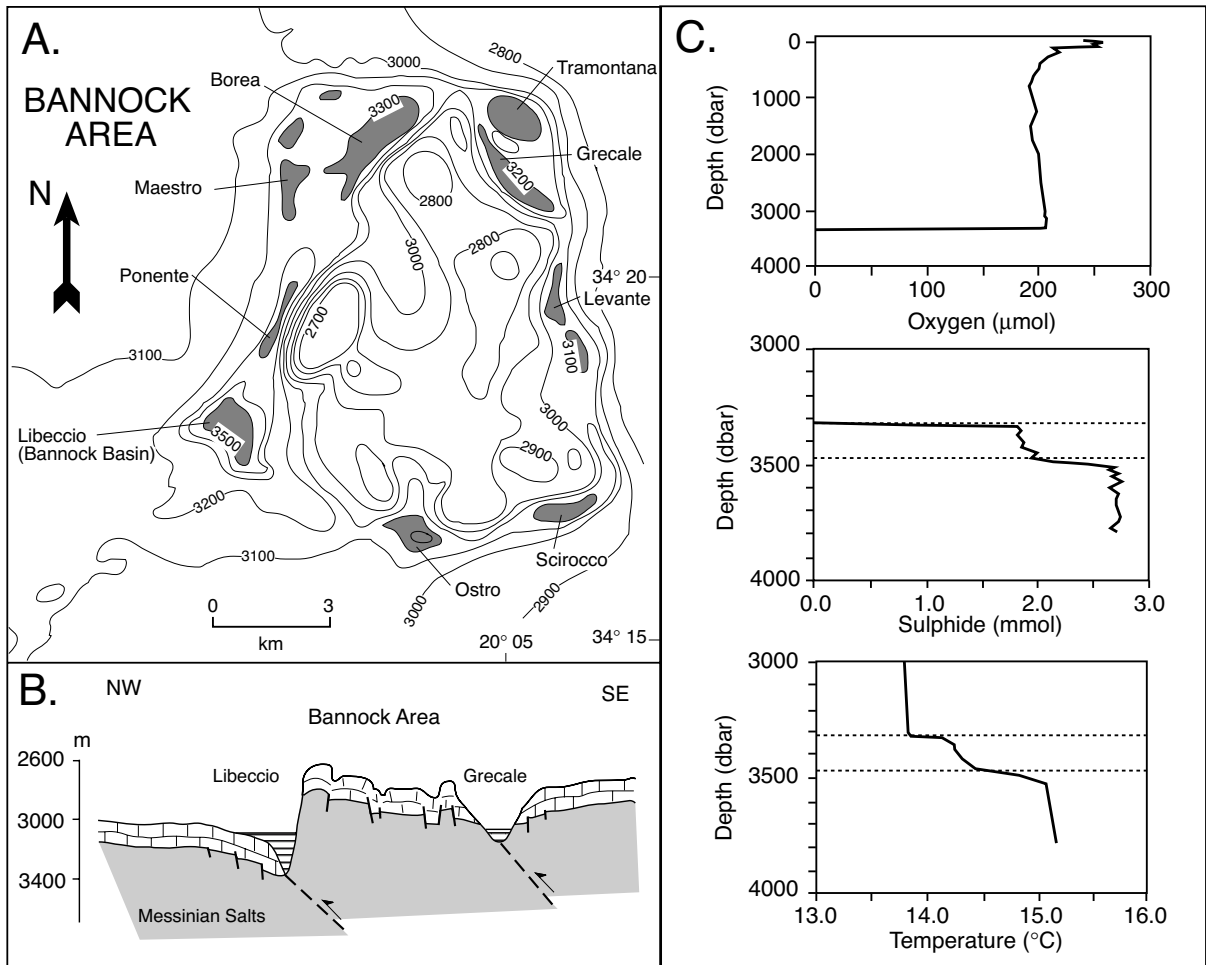 A.
BANNOCK
AREA
N
Borea
Maestro
Ponente
Libeccio
(Bannock Basin)
Tramontana
Grecale
Levante
Scirocco
Ostro
2800
3000
3300
3200
2800
3000
2800
2700
3100
3100
3500
3000
2900
3200
3100
3000
2900
34° 20
34° 15
20° 05
0 3
km
B.
NW
SE
Bannock Area
m
2600
3000
3400
Libeccio
Grecale
Messinian Salts
C.
Depth (dbar)
0
1000
2000
3000
4000
0 100 200 300
Oxygen (μmol)
Depth (dbar)
3000
3500
4000
0.0 1.0 2.0 3.0
Sulphide (mmol)
Depth (dbar)
3000
3500
4000
13.0 14.0 15.0 16.0
Temperature (°C)